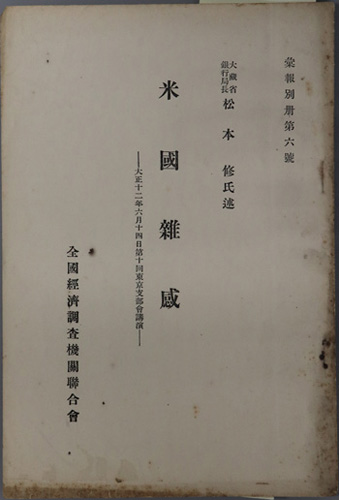 彙報別冊第六號
大藏省
銀行局長
松本 修氏述
米國雜感
――大正十二年六月十四日第十回東京支部會講演――
全國經濟調査機關聯合會